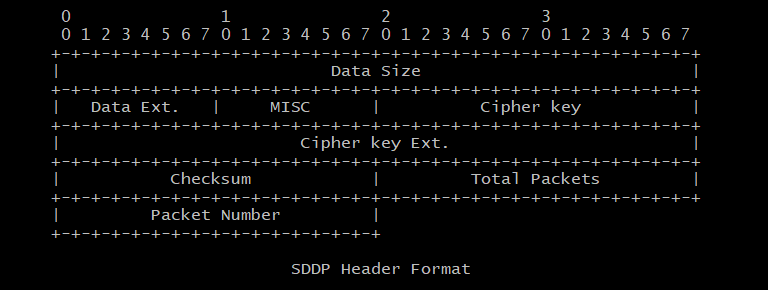 0 1 2 3
0 1 2 3 4 5 6 7 0 1 2 3 4 5 6 7 0 1 2 3 4 5 6 7 0 1 2 3 4 5 6 7
+-+-+-+-+-+-+-+-+-+-+-+-+-+-+-+-+-+-+-+-+-+-+-+-+-+-+-+-+-+-+-+-+
| Data Size |
+-+-+-+-+-+-+-+-+-+-+-+-+-+-+-+-+-+-+-+-+-+-+-+-+-+-+-+-+-+-+-+-+
| Data Ext. | MISC | Cipher key |
+-+-+-+-+-+-+-+-+-+-+-+-+-+-+-+-+-+-+-+-+-+-+-+-+-+-+-+-+-+-+-+-+
| Cipher key Ext. |
+-+-+-+-+-+-+-+-+-+-+-+-+-+-+-+-+-+-+-+-+-+-+-+-+-+-+-+-+-+-+-+-+
| Checksum | Total Packets |
+-+-+-+-+-+-+-+-+-+-+-+-+-+-+-+-+-+-+-+-+-+-+-+-+-+-+-+-+-+-+-+-+
| Packet Number |
+-+-+-+-+-+-+-+-+-+-+-+-+-+-+-+-+
SDDP Header Format